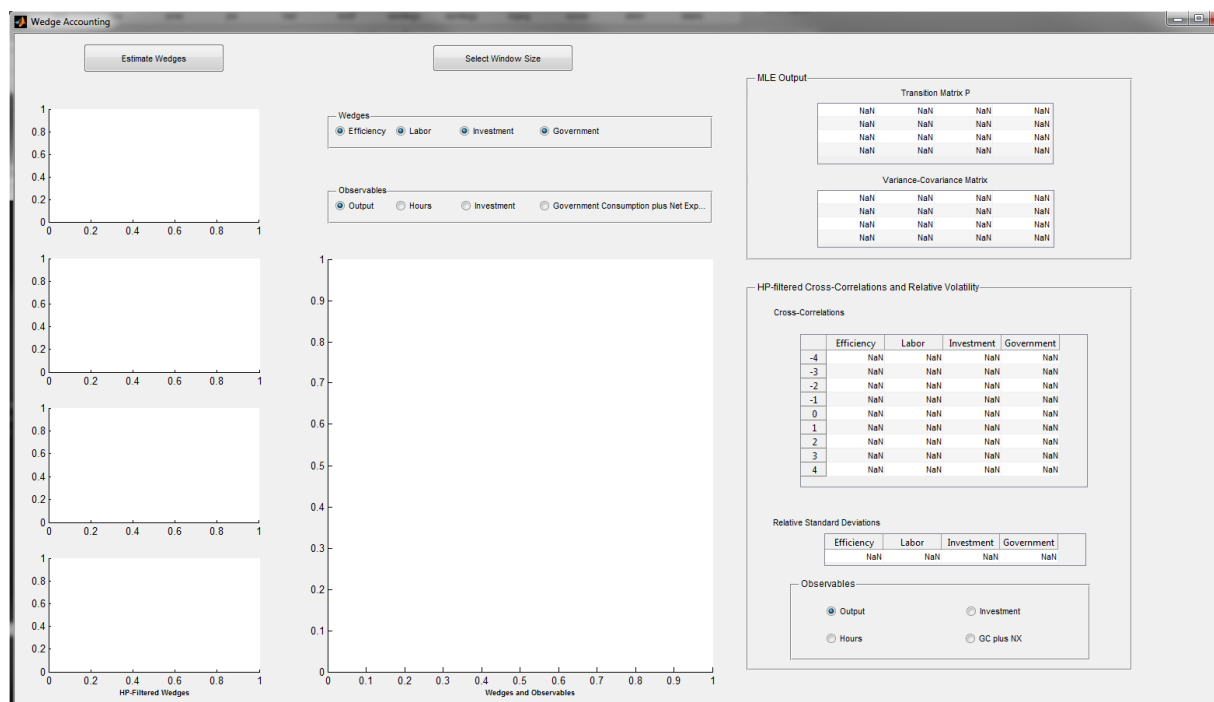 Wedge Accounting
Estimate Wedges
Select Window Size
1
0.8
0.6
0.4
0.2
0
0 0.2 0.4 0.6 0.8 1
1
0.8
0.6
0.4
0.2
0
0 0.2 0.4 0.6 0.8 1
1
0.8
0.6
0.4
0.2
0
0 0.2 0.4 0.6 0.8 1
1
0.8
0.6
0.4
0.2
0
0 0.2 0.4 0.6 0.8 1
HP-Filtered Wedges
Wedges
Efficiency Labor Investment Government
Observables
Output Hours Investment Government Consumption plus Net Exp...
1
0.9
0.8
0.7
0.6
0.5
0.4
0.3
0.2
0.1
0
0 0.1 0.2 0.3 0.4 0.5 0.6 0.7 0.8 0.9 1
Wedges and Observables
MLE Output
Transition Matrix P
NaN NaN NaN NaN
NaN NaN NaN NaN
NaN NaN NaN NaN
NaN NaN NaN NaN
Variance-Covariance Matrix
NaN NaN NaN NaN
NaN NaN NaN NaN
NaN NaN NaN NaN
NaN NaN NaN NaN
HP-filtered Cross-Correlations and Relative Volatility
Cross-Correlations
Efficiency Labor Investment Government
-4 NaN NaN NaN NaN
-3 NaN NaN NaN NaN
-2 NaN NaN NaN NaN
-1 NaN NaN NaN NaN
0 NaN NaN NaN NaN
1 NaN NaN NaN NaN
2 NaN NaN NaN NaN
3 NaN NaN NaN NaN
4 NaN NaN NaN NaN
Relative Standard Deviations
Efficiency Labor Investment Government
NaN NaN NaN NaN
Observables
Output Investment
Hours GC plus NX